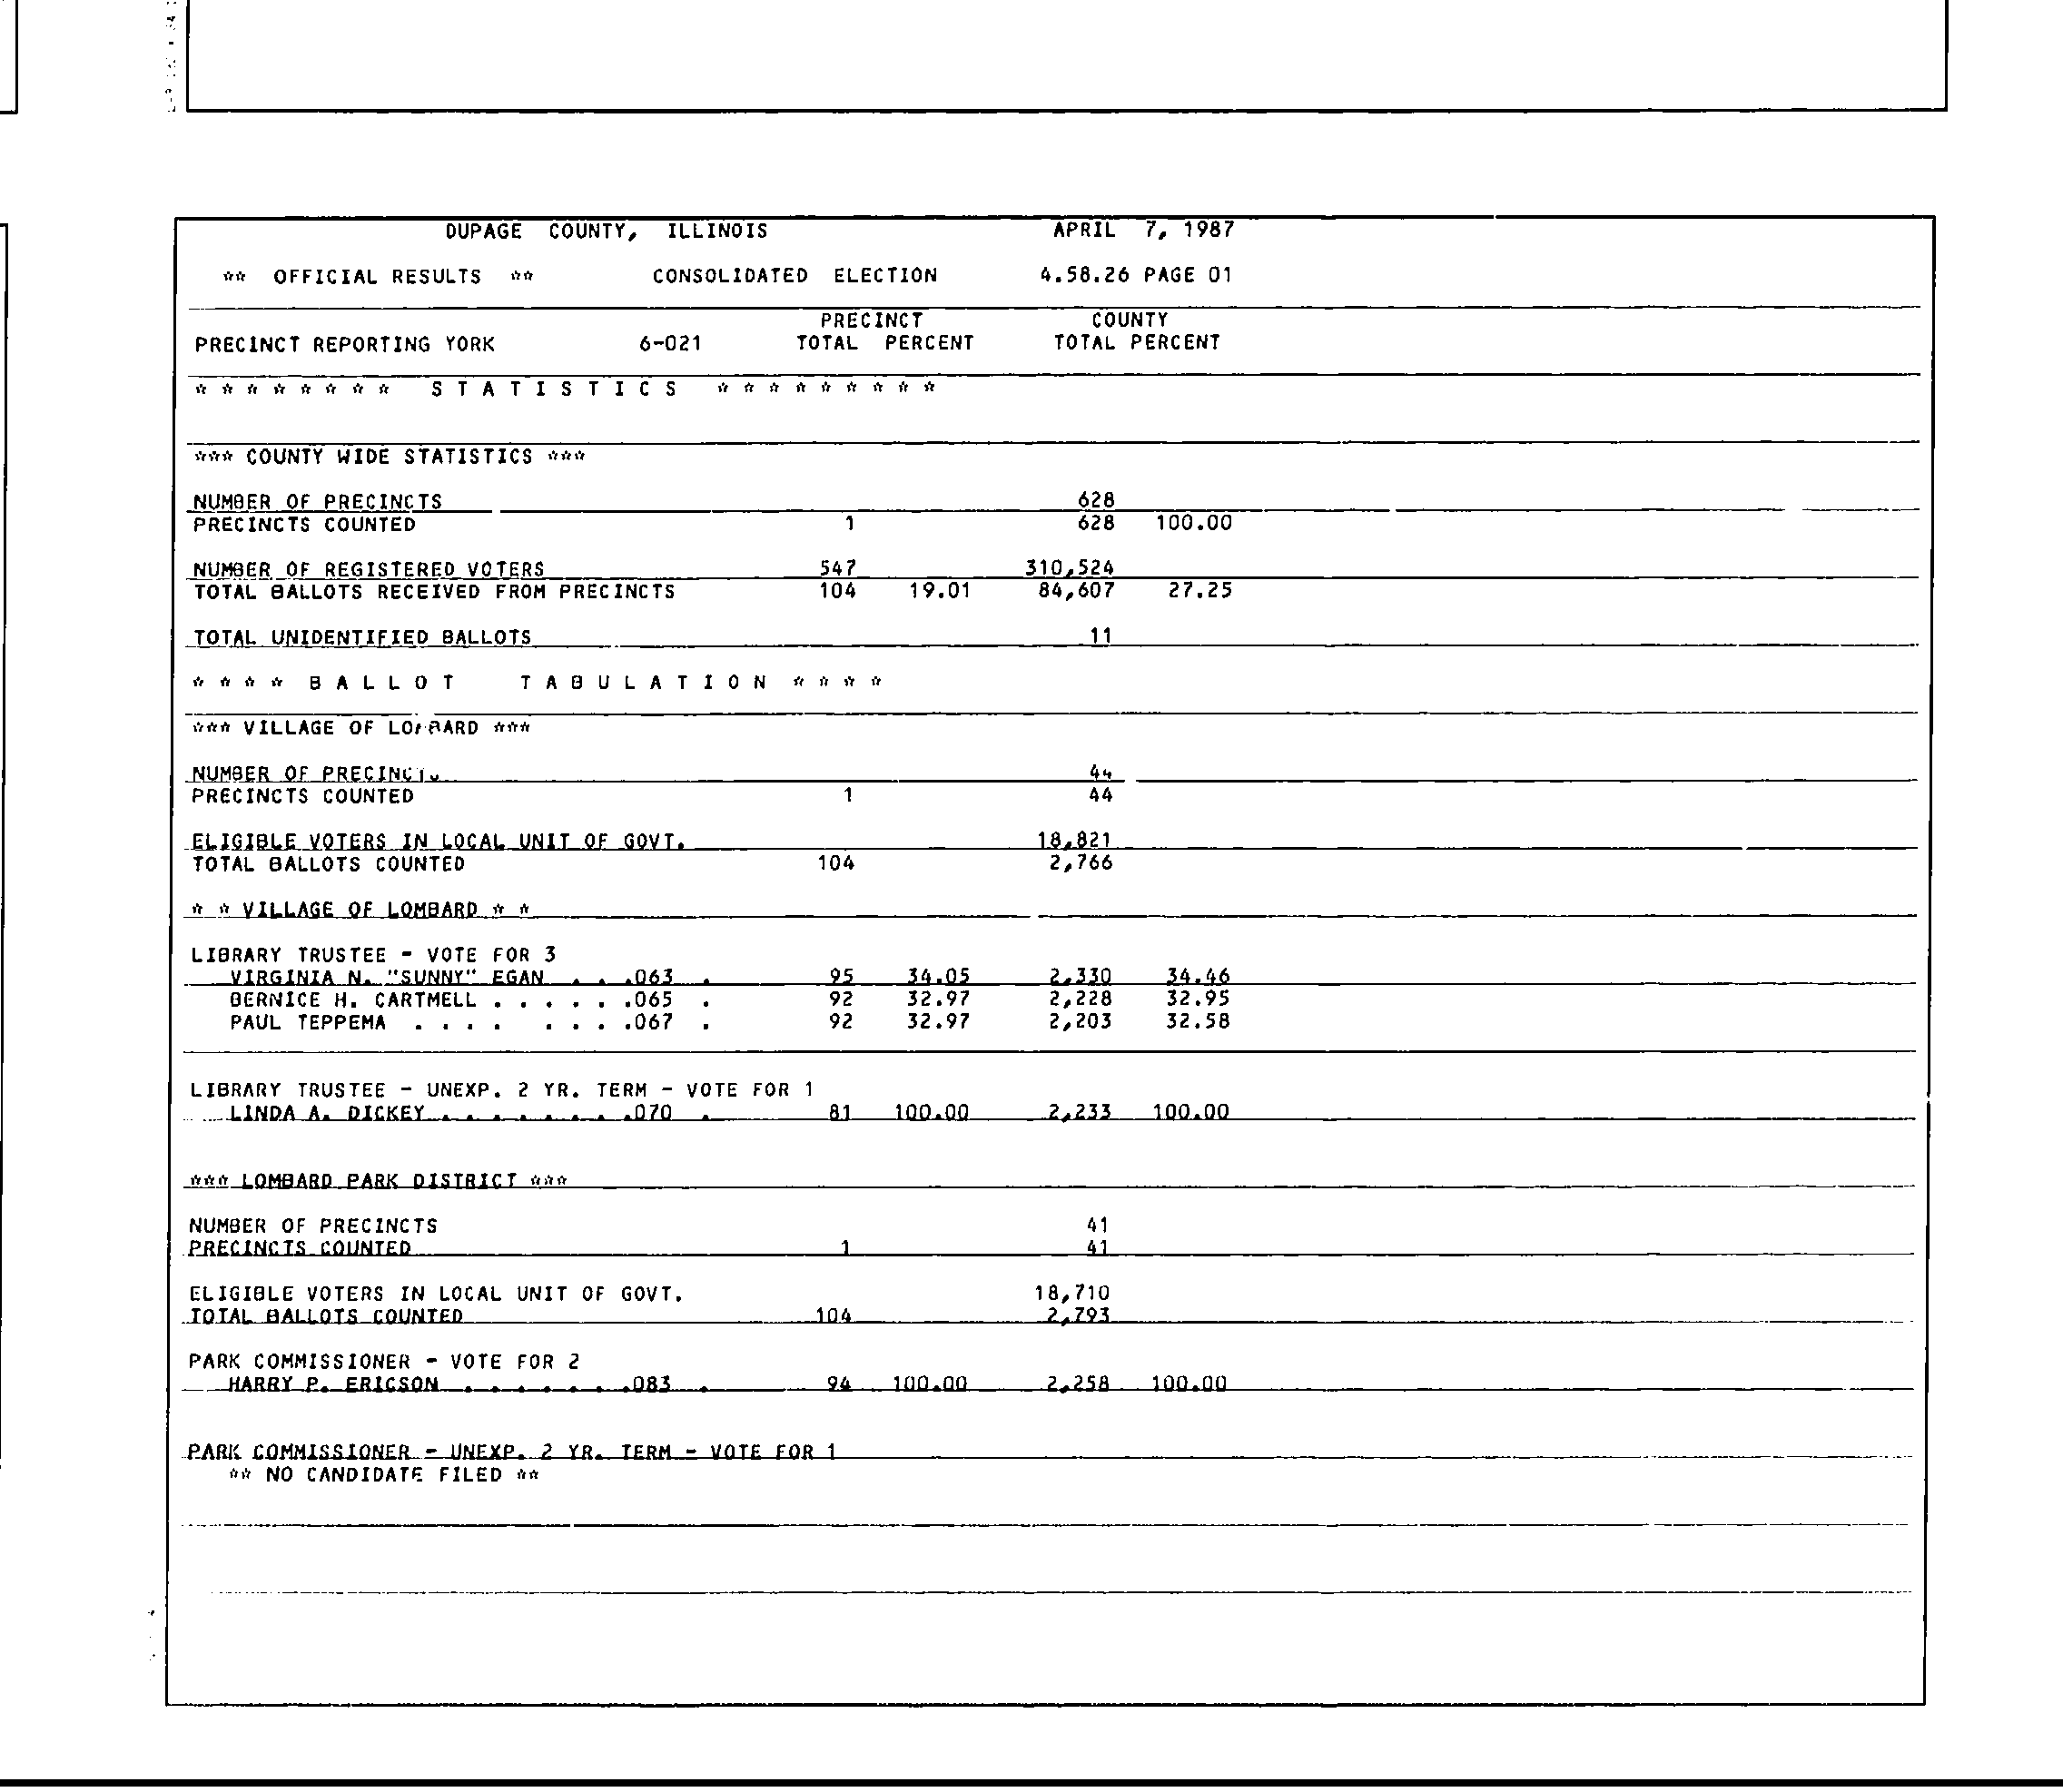 DUPAGE COUNTY, ILLINOIS APRIL 7, 1987
** OFFICIAL RESULTS ** CONSOLIDATED ELECTION 4.58.26 PAGE 01
PRECINCT COUNTY
PRECINCT REPORTING YORK 6-021 TOTAL PERCENT TOTAL PERCENT
* * * * * * * * S T A T I S T I C S * * * * * * * * *
*** COUNTY WIDE STATISTICS ***
NUMBER OF PRECINCTS 628
PRECINCTS COUNTED 1 628 100.00
NUMBER OF REGISTERED VOTERS 547 310,524
TOTAL BALLOTS RECEIVED FROM PRECINCTS 104 19.01 84,607 27.25
TOTAL UNIDENTIFIED BALLOTS 11
* * * * B A L L O T T A B U L A T I O N * * * *
*** VILLAGE OF LOMBARD ***
NUMBER OF PRECINCTS 44
PRECINCTS COUNTED 1 44
ELIGIBLE VOTERS IN LOCAL UNIT OF GOVT. 18,821
TOTAL BALLOTS COUNTED 104 2,766
* * VILLAGE OF LOMBARD * *
LIBRARY TRUSTEE - VOTE FOR 3
VIRGINIA N. "SUNNY" EGAN . . .063 . 95 34.05 2,330 34.46
BERNICE H. CARTMELL . . . . . .065 . 92 32.97 2,228 32.95
PAUL TEPPEMA . . . . . . . .067 . 92 32.97 2,203 32.58
LIBRARY TRUSTEE - UNEXP. 2 YR. TERM - VOTE FOR 1
LINDA A. DICKEY . . . . . . . .070 . 81 100.00 2,233 100.00
*** LOMBARD PARK DISTRICT ***
NUMBER OF PRECINCTS 41
PRECINCTS COUNTED 1 41
ELIGIBLE VOTERS IN LOCAL UNIT OF GOVT. 18,710
TOTAL BALLOTS COUNTED 104 2,793
PARK COMMISSIONER - VOTE FOR 2
HARRY P. ERICSON . . . . . . .083 . 94 100.00 2,258 100.00
PARK COMMISSIONER - UNEXP. 2 YR. TERM - VOTE FOR 1
** NO CANDIDATE FILED **